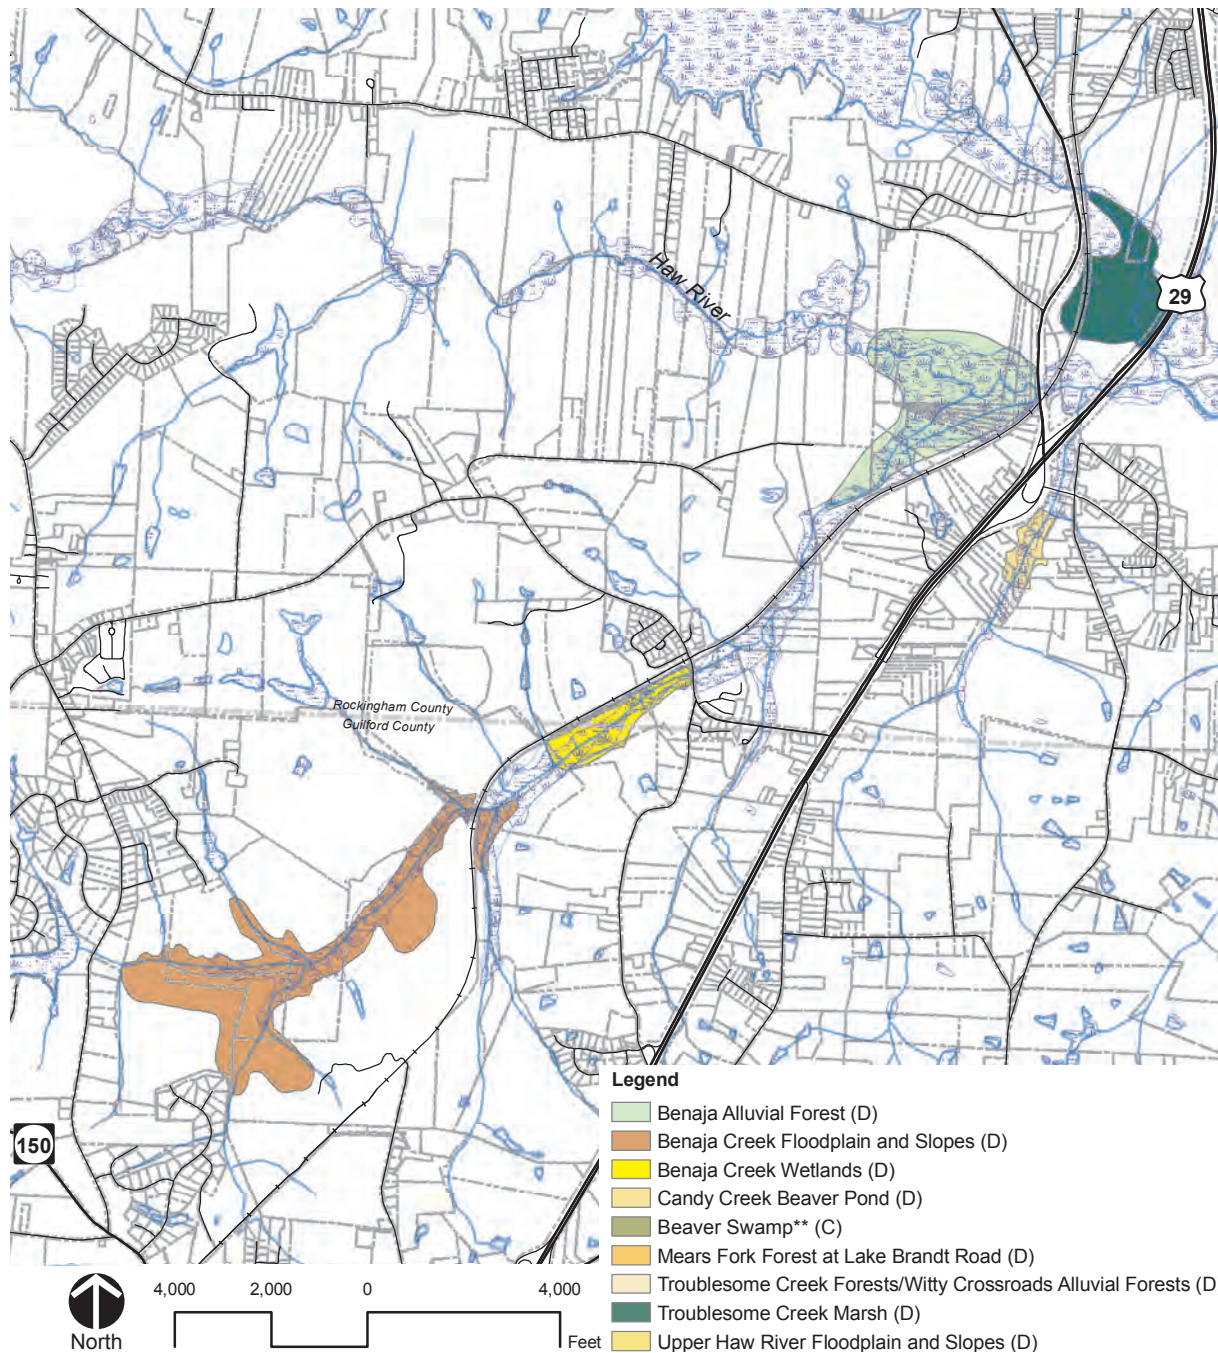 Haw River
29
Rockingham County
Guilford County
150
Legend
Benaja Alluvial Forest (D)
Benaja Creek Floodplain and Slopes (D)
Benaja Creek Wetlands (D)
Candy Creek Beaver Pond (D)
Beaver Swamp** (C)
Mears Fork Forest at Lake Brandt Road (D)
Troublesome Creek Forests/Witty Crossroads Alluvial Forests (D
Troublesome Creek Marsh (D)
Upper Haw River Floodplain and Slopes (D)
4,000 2,000 0 4,000
Feet
North